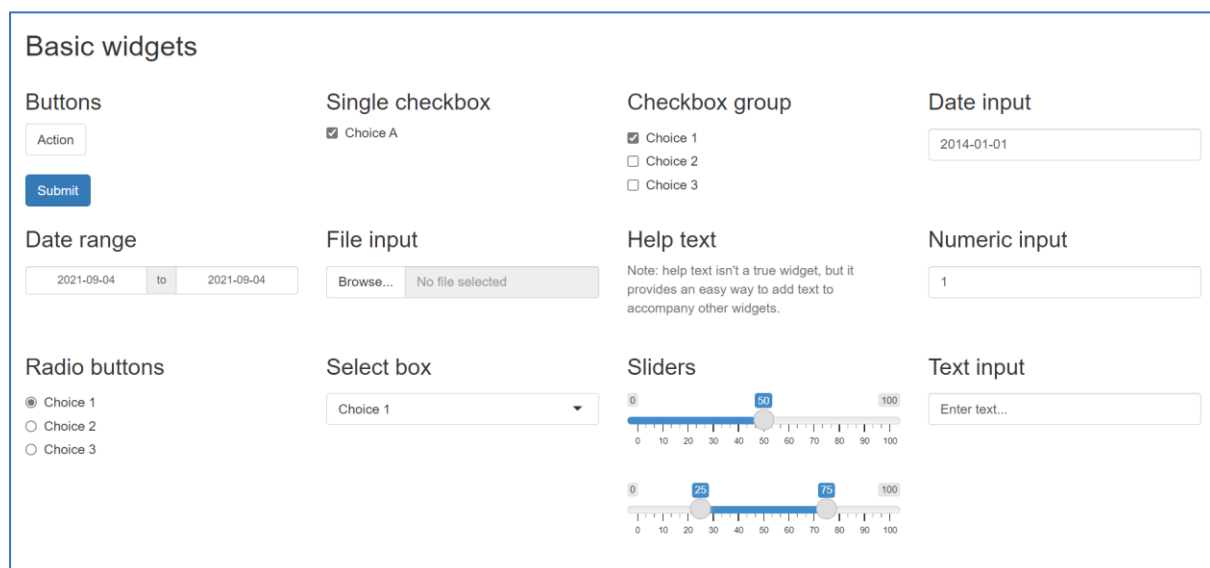 Basic widgets
Buttons
Action
Submit
Single checkbox
Choice A
Checkbox group
Choice 1
Choice 2
Choice 3
Date input
2014-01-01
Date range
2021-09-04 to 2021-09-04
File input
Browse... No file selected
Help text
Note: help text isn't a true widget, but it
provides an easy way to add text to
accompany other widgets.
Numeric input
1
Radio buttons
Choice 1
Choice 2
Choice 3
Select box
Choice 1
Sliders
0 50 100
0 10 20 30 40 50 60 70 80 90 100
0 25 75 100
0 10 20 30 40 50 60 70 80 90 100
Text input
Enter text...